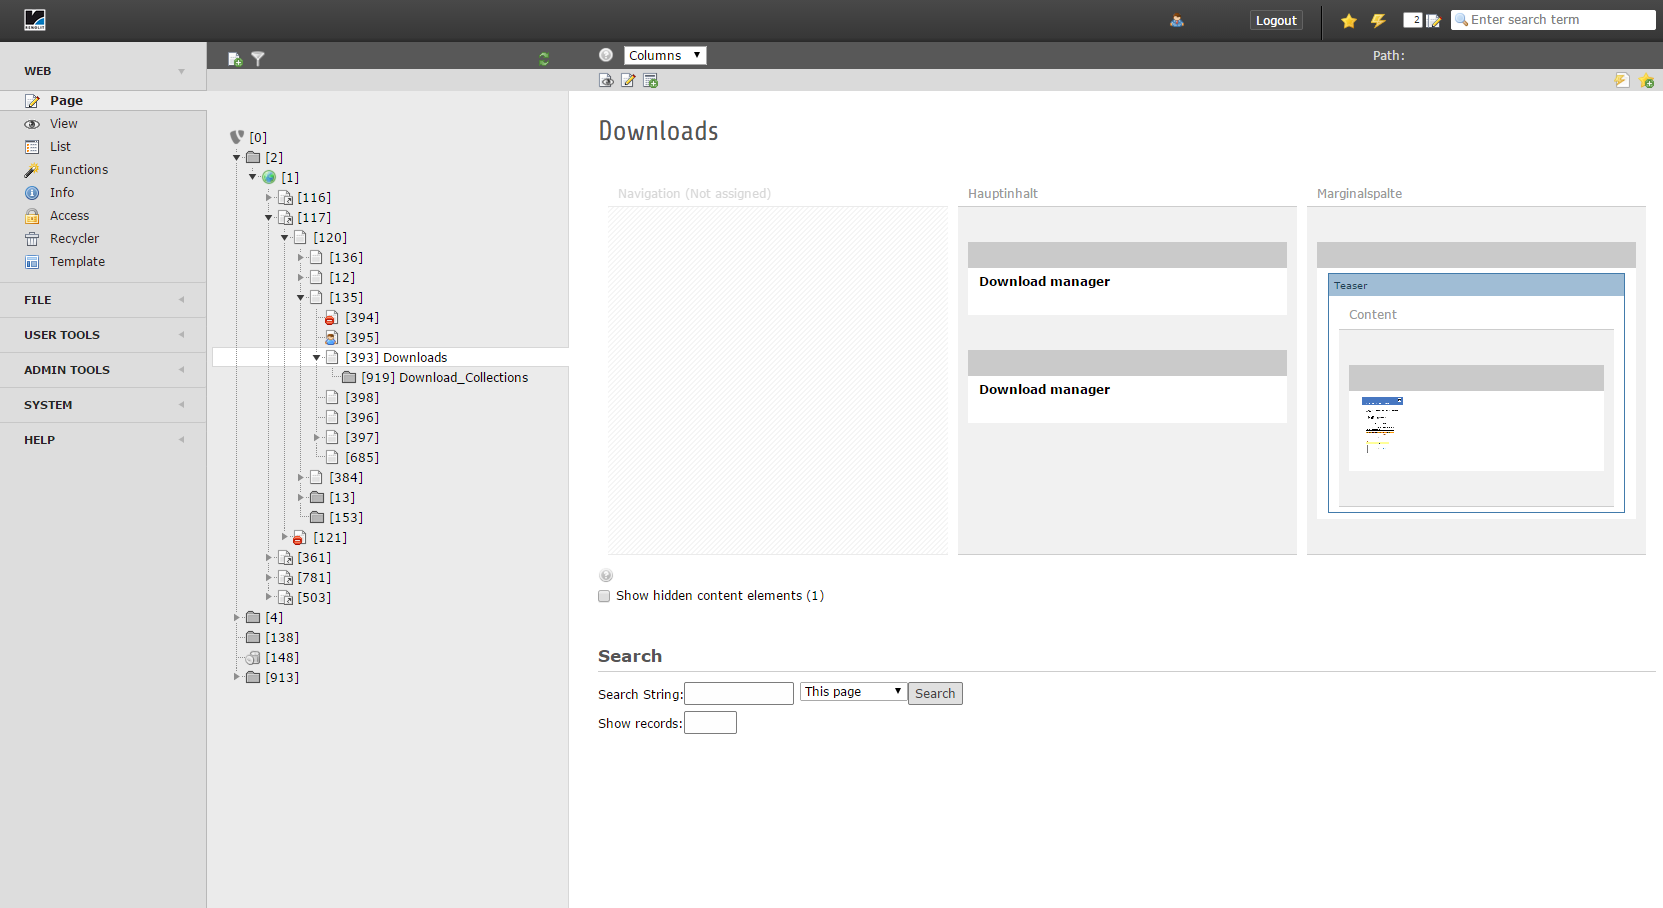 Logout
2
Enter search term
WEB
Page
View
List
Functions
Info
Access
Recycler
Template
FILE
USER TOOLS
ADMIN TOOLS
SYSTEM
HELP
[0]
[2]
[1]
[116]
[117]
[120]
[136]
[12]
[135]
[394]
[395]
[393] Downloads
[919] Download_Collections
[398]
[396]
[397]
[685]
[384]
[13]
[153]
[121]
[361]
[781]
[503]
[4]
[138]
[148]
[913]
Columns
Path:
Downloads
Navigation (Not assigned)
Hauptinhalt
Download manager
Download manager
Marginalspalte
Teaser
Content
Show hidden content elements (1)
Search
Search String:
This page
Search
Show records: